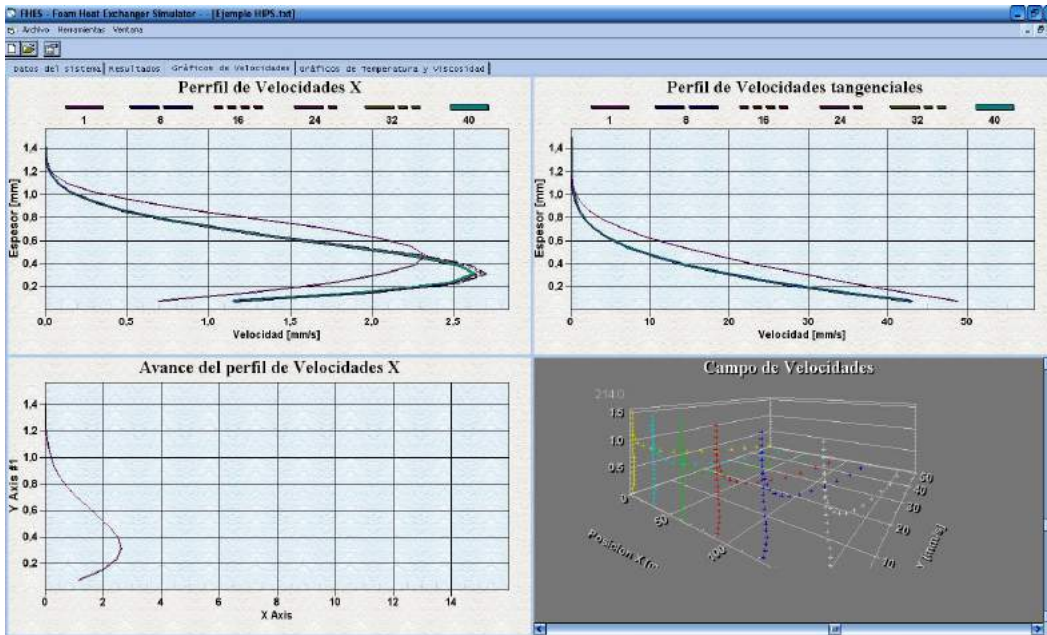 FHES - Foam Heat Exchanger Simulator - [Ejemplo HIPS.txt]
Archivo Herramientas Ventana
Datos del sistema Resultados Gráficos de Velocidades Gráficos de Temperatura y Viscosidad
Perrfil de Velocidades X
1 8 16 24 32 40
1,4
1,2
1,0
0,8
0,6
0,4
0,2
Espesor [mm]
0,0 0,5 1,0 1,5 2,0 2,5
Velocidad [mm/s]
Perfil de Velocidades tangenciales
1 8 16 24 32 40
1,4
1,2
1,0
0,8
0,6
0,4
0,2
Espesor [mm]
0 10 20 30 40 50
Velocidad [mm/s]
Avance del perfil de Velocidades X
1,4
1,2
1,0
0,8
0,6
0,4
0,2
Y Axis #1
0 2 4 6 8 10 12 14
X Axis
Campo de Velocidades
214.0
1.5
1.0
0.5
0
50
100
Posicion X
50
40
30
20
10
Y [mm/s]